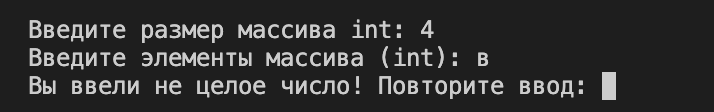 Введите размер массива int: 4
Введите элементы массива (int): в
Вы ввели не целое число! Повторите ввод: